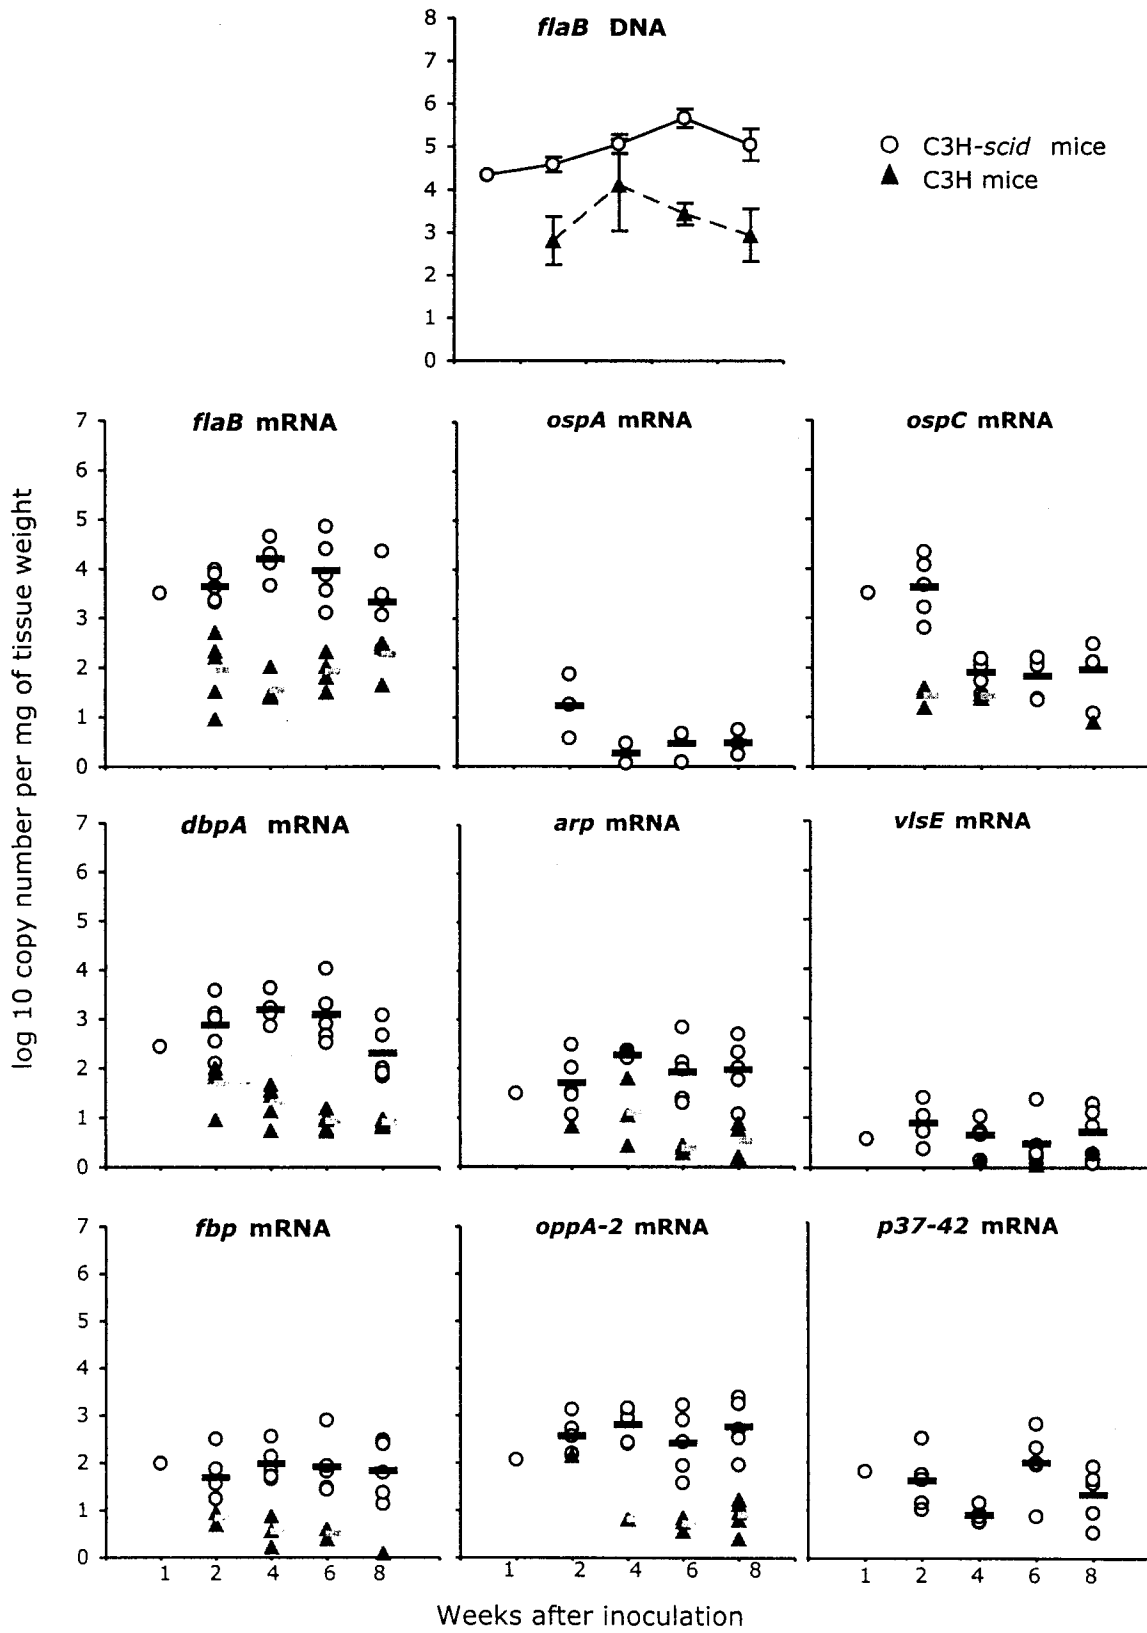 flaB DNA
8
7
6
5
4
3
2
1
0
C3H-scid mice
C3H mice
log 10 copy number per mg of tissue weight
flaB mRNA
ospA mRNA
ospC mRNA
7
6
5
4
3
2
1
0
dbpA mRNA
arp mRNA
vlsE mRNA
7
6
5
4
3
2
1
0
fbp mRNA
oppA-2 mRNA
p37-42 mRNA
7
6
5
4
3
2
1
0
1 2 4 6 8 1 2 4 6 8 1 2 4 6 8
Weeks after inoculation